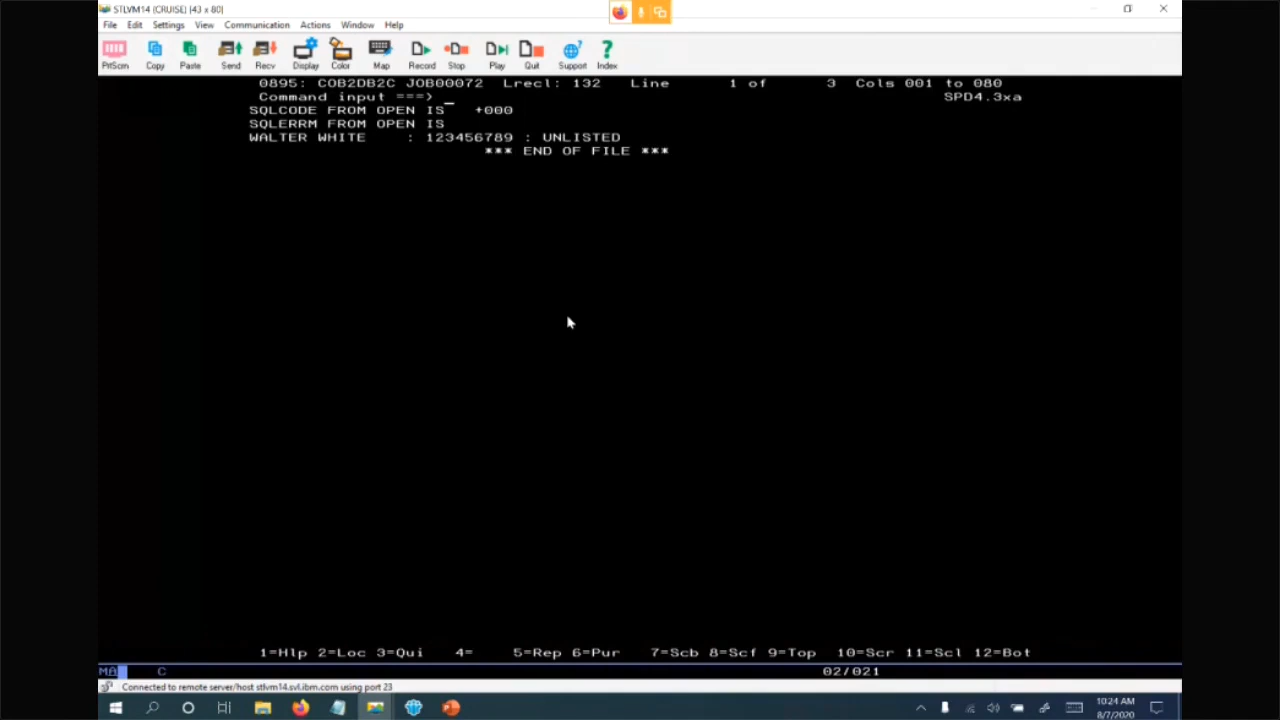 STLVM14 (CRUISE) [43 x 80]
File Edit Settings View Communication Actions Window Help
PrtScrn Copy Paste Send Recv Display Color Map Record Stop Play Quit Support Index
0895: COB2DB2C JOB00072 Lrecl: 132 Line 1 of 3 Cols 001 to 080
Command input ===> _ SPD4.3xa
SQLCODE FROM OPEN IS +000
SQLERRM FROM OPEN IS
WALTER WHITE : 123456789 : UNLISTED
*** END OF FILE ***
1=Hlp 2=Loc 3=Qui 4= 5=Rep 6=Pur 7=Scb 8=Scf 9=Top 10=Scr 11=Scl 12=Bot
MA C 02/021
Connected to remote server/host stlvm14.svl.ibm.com using port 23
10:24 AM
8/7/2020